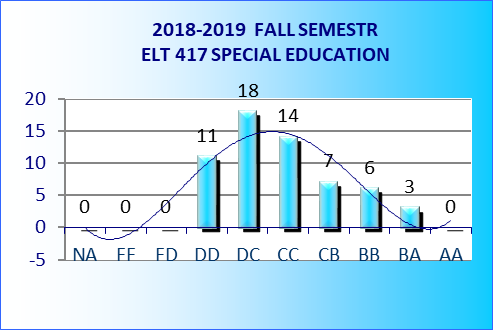 2018-2019 FALL SEMESTR
ELT 417 SPECIAL EDUCATION
20
15
10
5
0
-5
0 0 0 11 18 14 7 6 3 0
NA FF FD DD DC CC CB BB BA AA